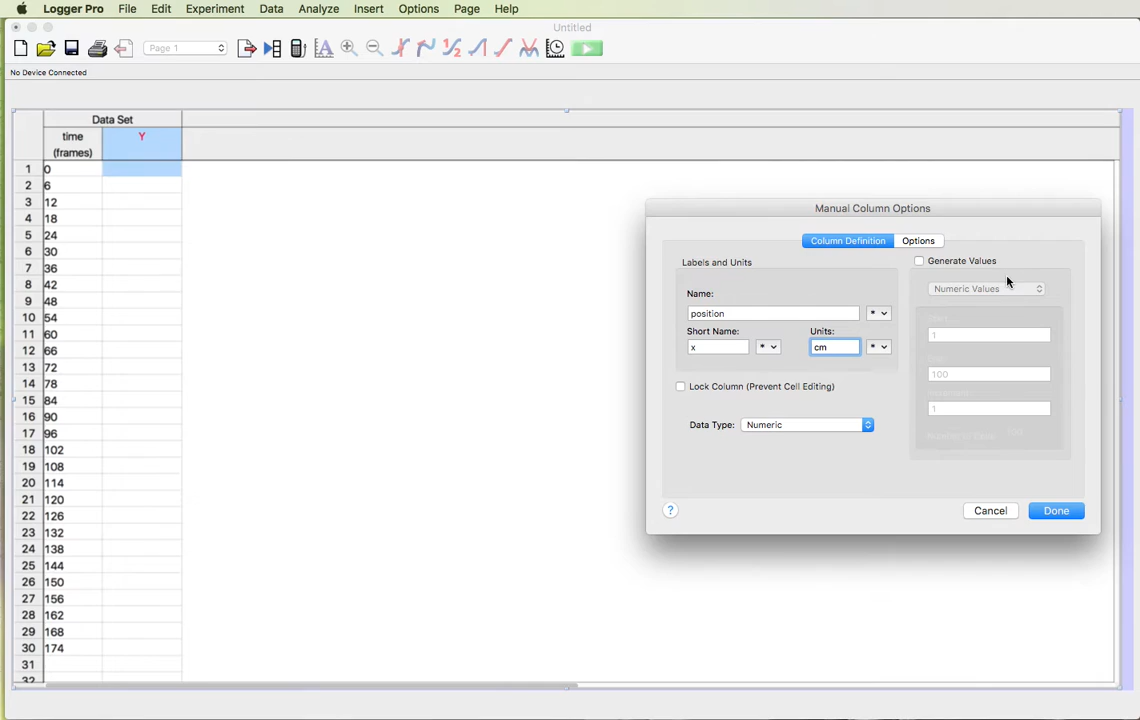 Logger Pro File Edit Experiment Data Analyze Insert Options Page Help
Untitled
Page 1
No Device Connected
Data Set
time Y
(frames)
1 0
2 6
3 12
4 18
5 24
6 30
7 36
8 42
9 48
10 54
11 60
12 66
13 72
14 78
15 84
16 90
17 96
18 102
19 108
20 114
21 120
22 126
23 132
24 138
25 144
26 150
27 156
28 162
29 168
30 174
31
32
Manual Column Options
Column Definition Options
Labels and Units
Name:
position *
Short Name: Units:
x * cm *
Lock Column (Prevent Cell Editing)
Data Type: Numeric
Generate Values
Numeric Values
1
100
1
? Cancel Done